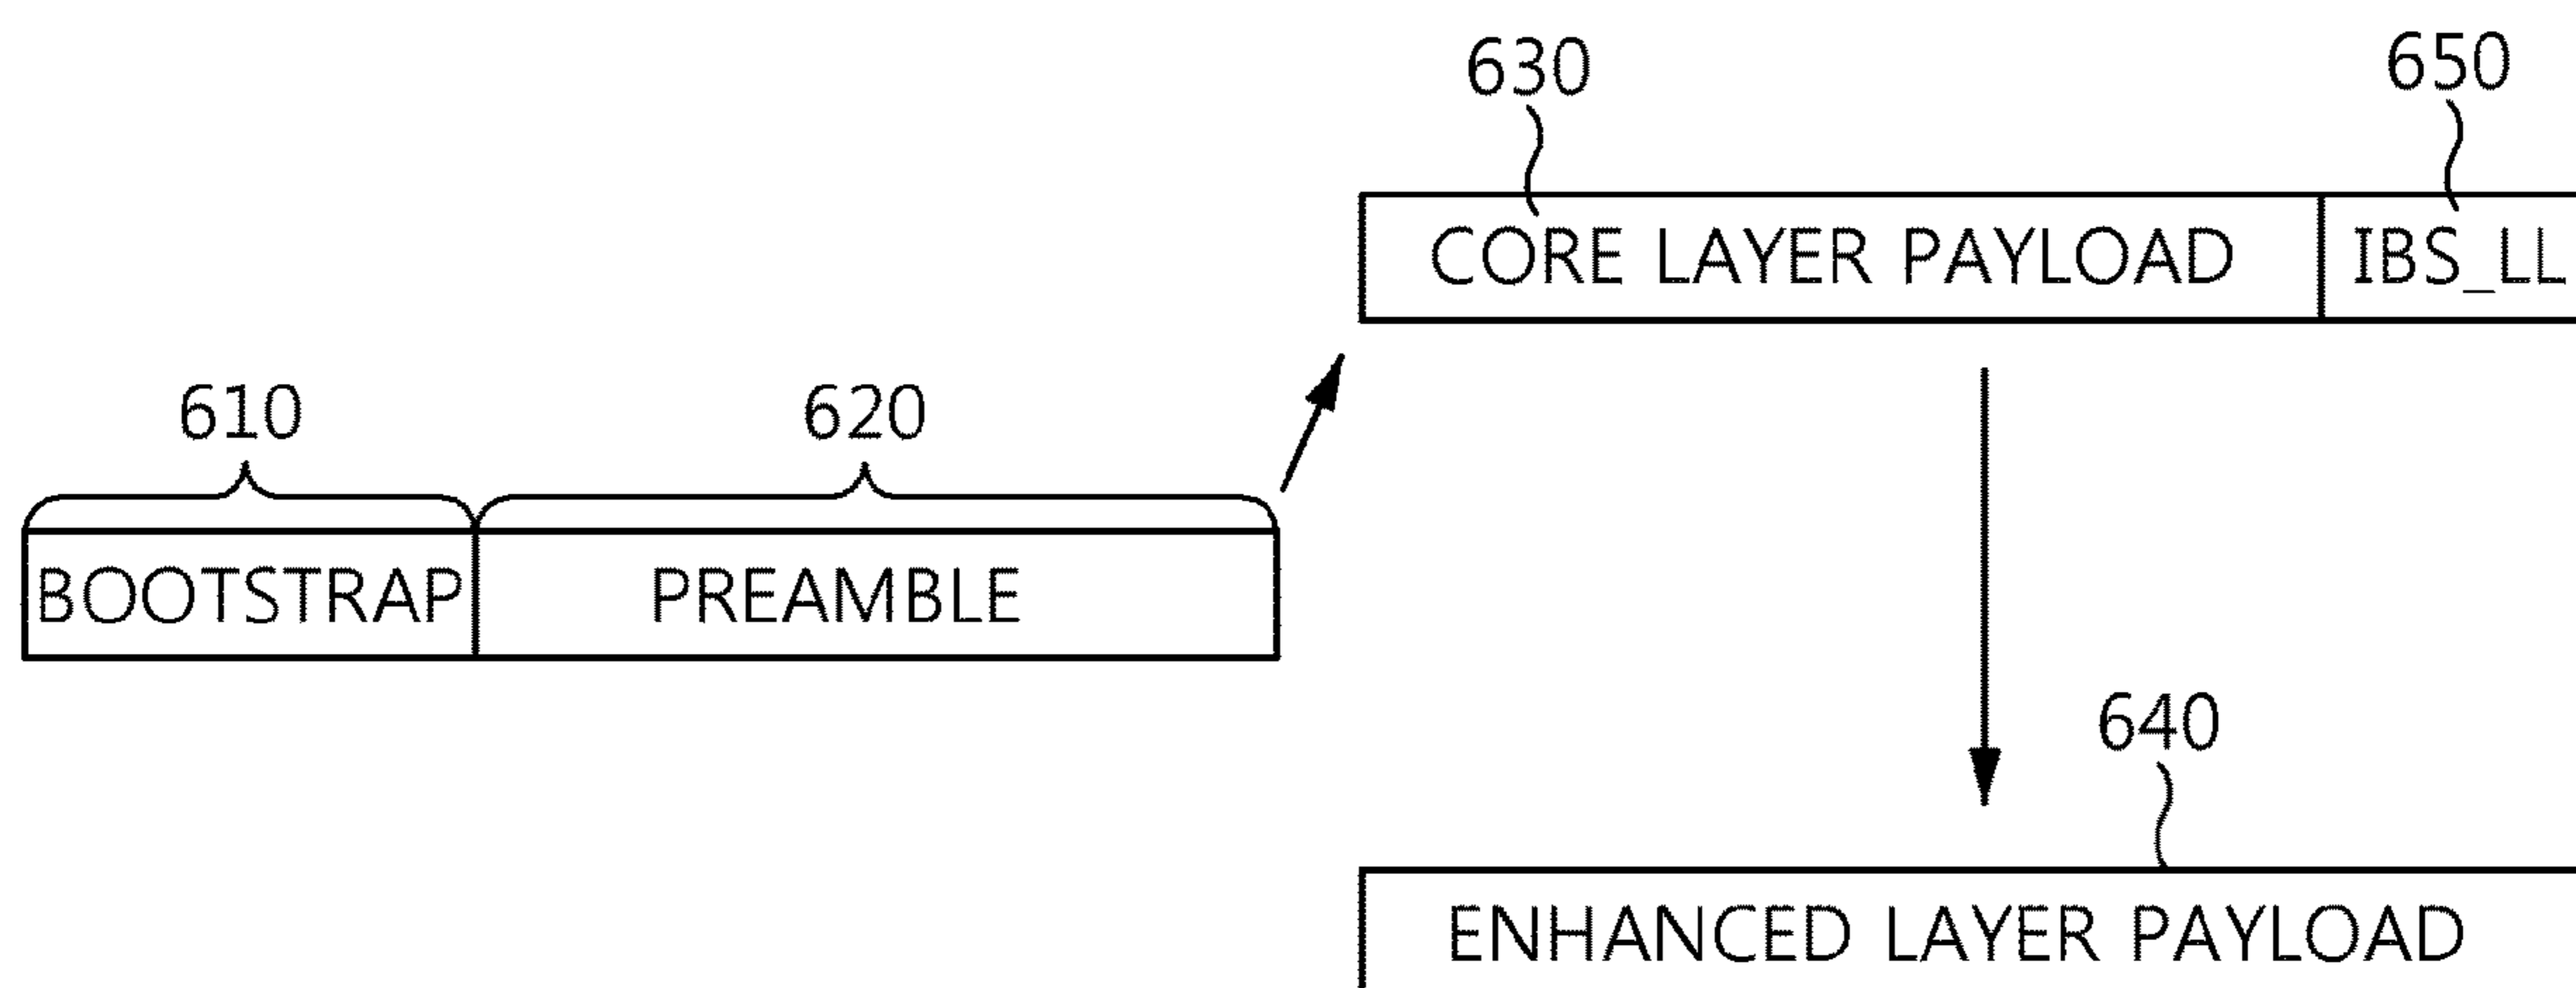 630
650
CORE LAYER PAYLOAD
IBS_LL
610
620
BOOTSTRAP
PREAMBLE
640
ENHANCED LAYER PAYLOAD